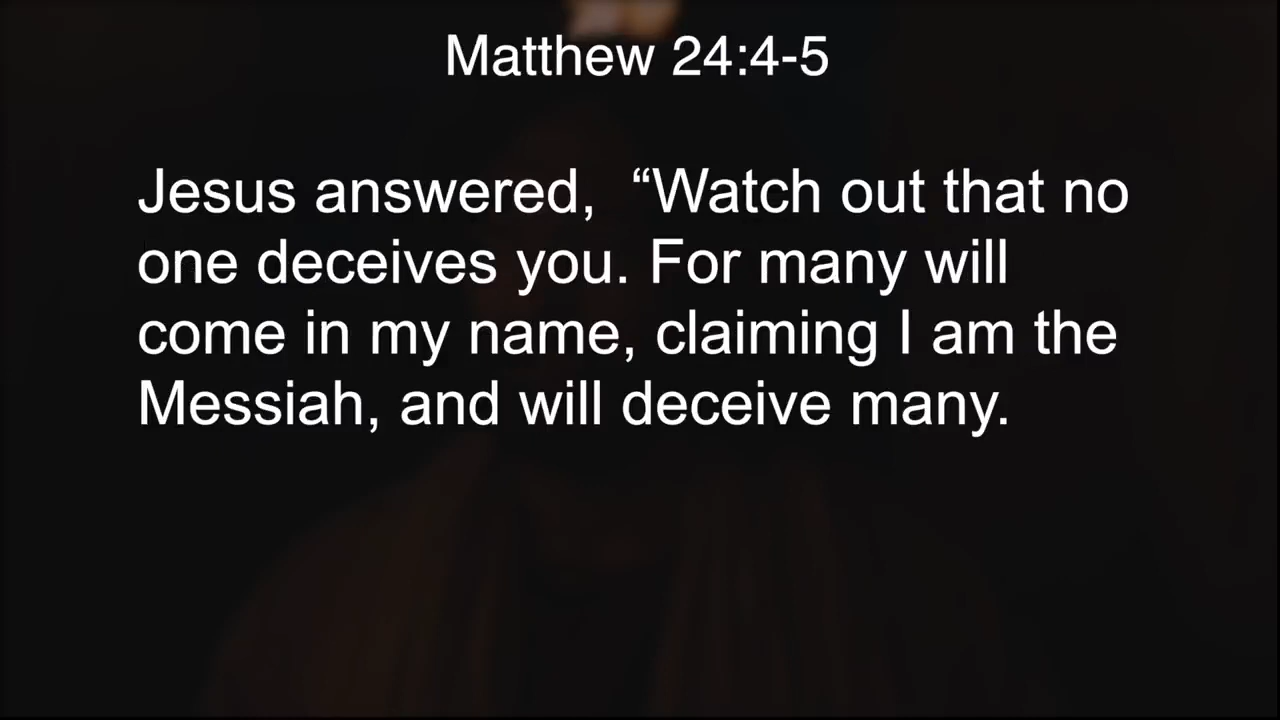 Matthew 24:4-5
Jesus answered,  “Watch out that no
one deceives you. For many will
come in my name, claiming I am the
Messiah, and will deceive many.